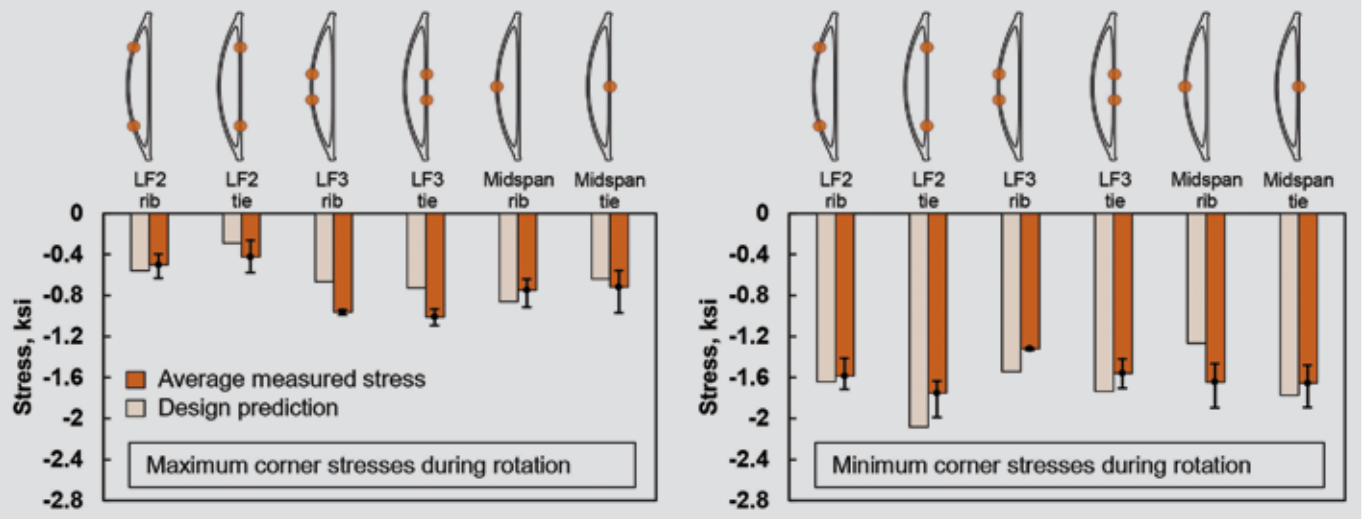 LF2 LF2 LF3 LF3 Midspan Midspan
rib tie rib tie rib tie
0
-0.4
-0.8
-1.2
-1.6
-2
-2.4
-2.8
Stress, ksi
Average measured stress
Design prediction
Maximum corner stresses during rotation
LF2 LF2 LF3 LF3 Midspan Midspan
rib tie rib tie rib tie
0
-0.4
-0.8
-1.2
-1.6
-2
-2.4
-2.8
Stress, ksi
Minimum corner stresses during rotation